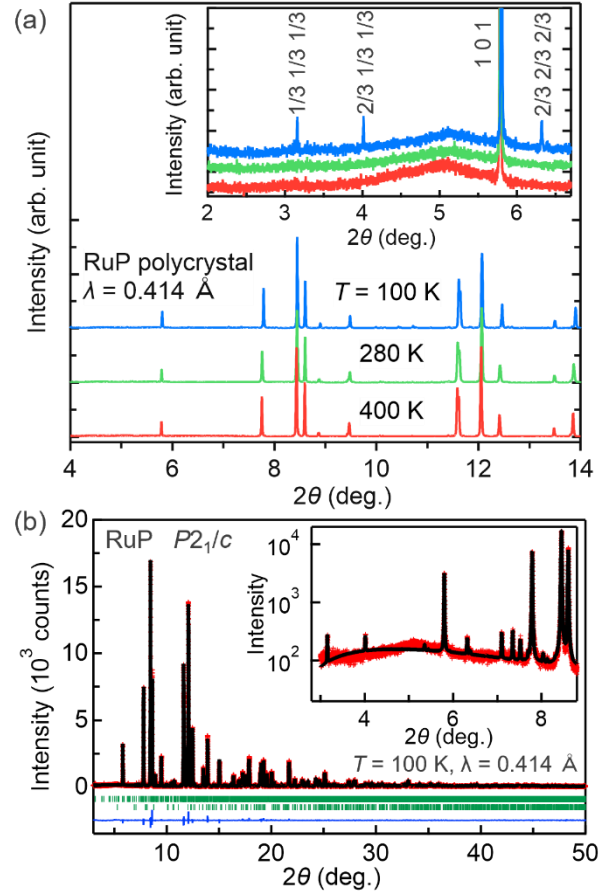 (a)
Intensity (arb. unit)
1/3 1/3 1/3
2/3 1/3 1/3
1 0 1
2/3 2/3 2/3
2 3 4 5 6
2θ (deg.)
Intensity (arb. unit)
RuP polycrystal
λ = 0.414 Å
T = 100 K
280 K
400 K
4 6 8 10 12 14
2θ (deg.)
(b)
RuP P2₁/c
Intensity (10³ counts)
20
15
10
5
0
Intensity
10⁴
10³
10²
4 6 8
2θ (deg.)
T = 100 K, λ = 0.414 Å
10 20 30 40 50
2θ (deg.)